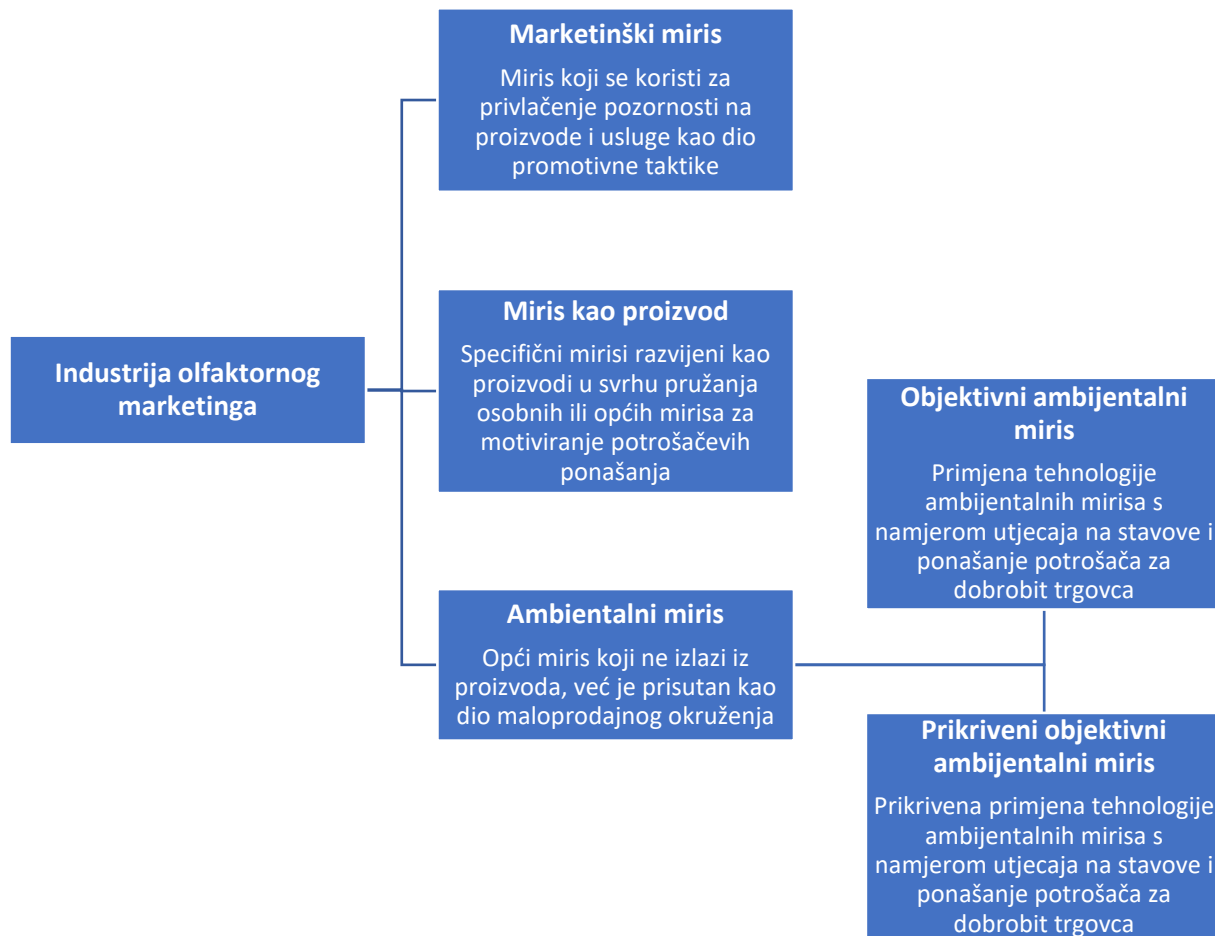 Marketinški miris
Miris koji se koristi za
privlačenje pozornosti na
proizvode i usluge kao dio
promotivne taktike
Industrija olfaktornog
marketinga
Miris kao proizvod
Specifični mirisi razvijeni kao
proizvodi u svrhu pružanja
osobnih ili općih mirisa za
motiviranje potrošačevih
ponašanja
Ambientalni miris
Opći miris koji ne izlazi iz
proizvoda, već je prisutan kao
dio maloprodajnog okruženja
Objektivni ambijentalni
miris
Primjena tehnologije
ambijentalnih mirisa s
namjerom utjecaja na stavove i
ponašanje potrošača za
dobrobit trgovca
Prikriveni objektivni
ambijentalni miris
Prikrivena primjena tehnologije
ambijentalnih mirisa s
namjerom utjecaja na stavove i
ponašanje potrošača za
dobrobit trgovca